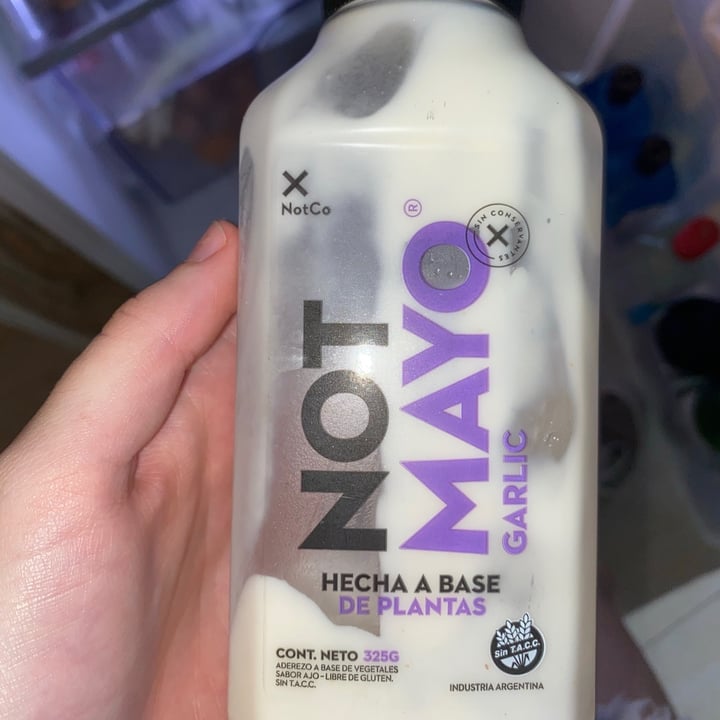 NotCo
SIN CONSERVANTES
NOT
MAYO®
GARLIC
HECHA A BASE
DE PLANTAS
CONT. NETO 325G
ADEREZO A BASE DE VEGETALES
SABOR AJO - LIBRE DE GLUTEN.
SIN T.A.C.C.
Sin T.A.C.C.
INDUSTRIA ARGENTINA